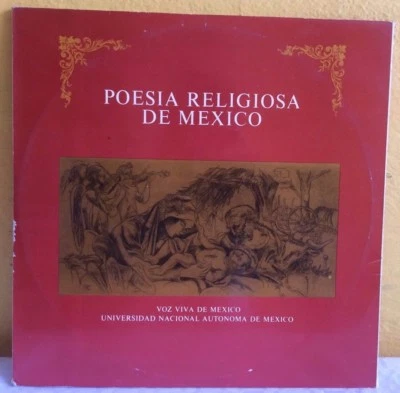 POESIA RELIGIOSA
DE MEXICO
VOZ VIVA DE MEXICO
UNIVERSIDAD NACIONAL AUTONOMA DE MEXICO